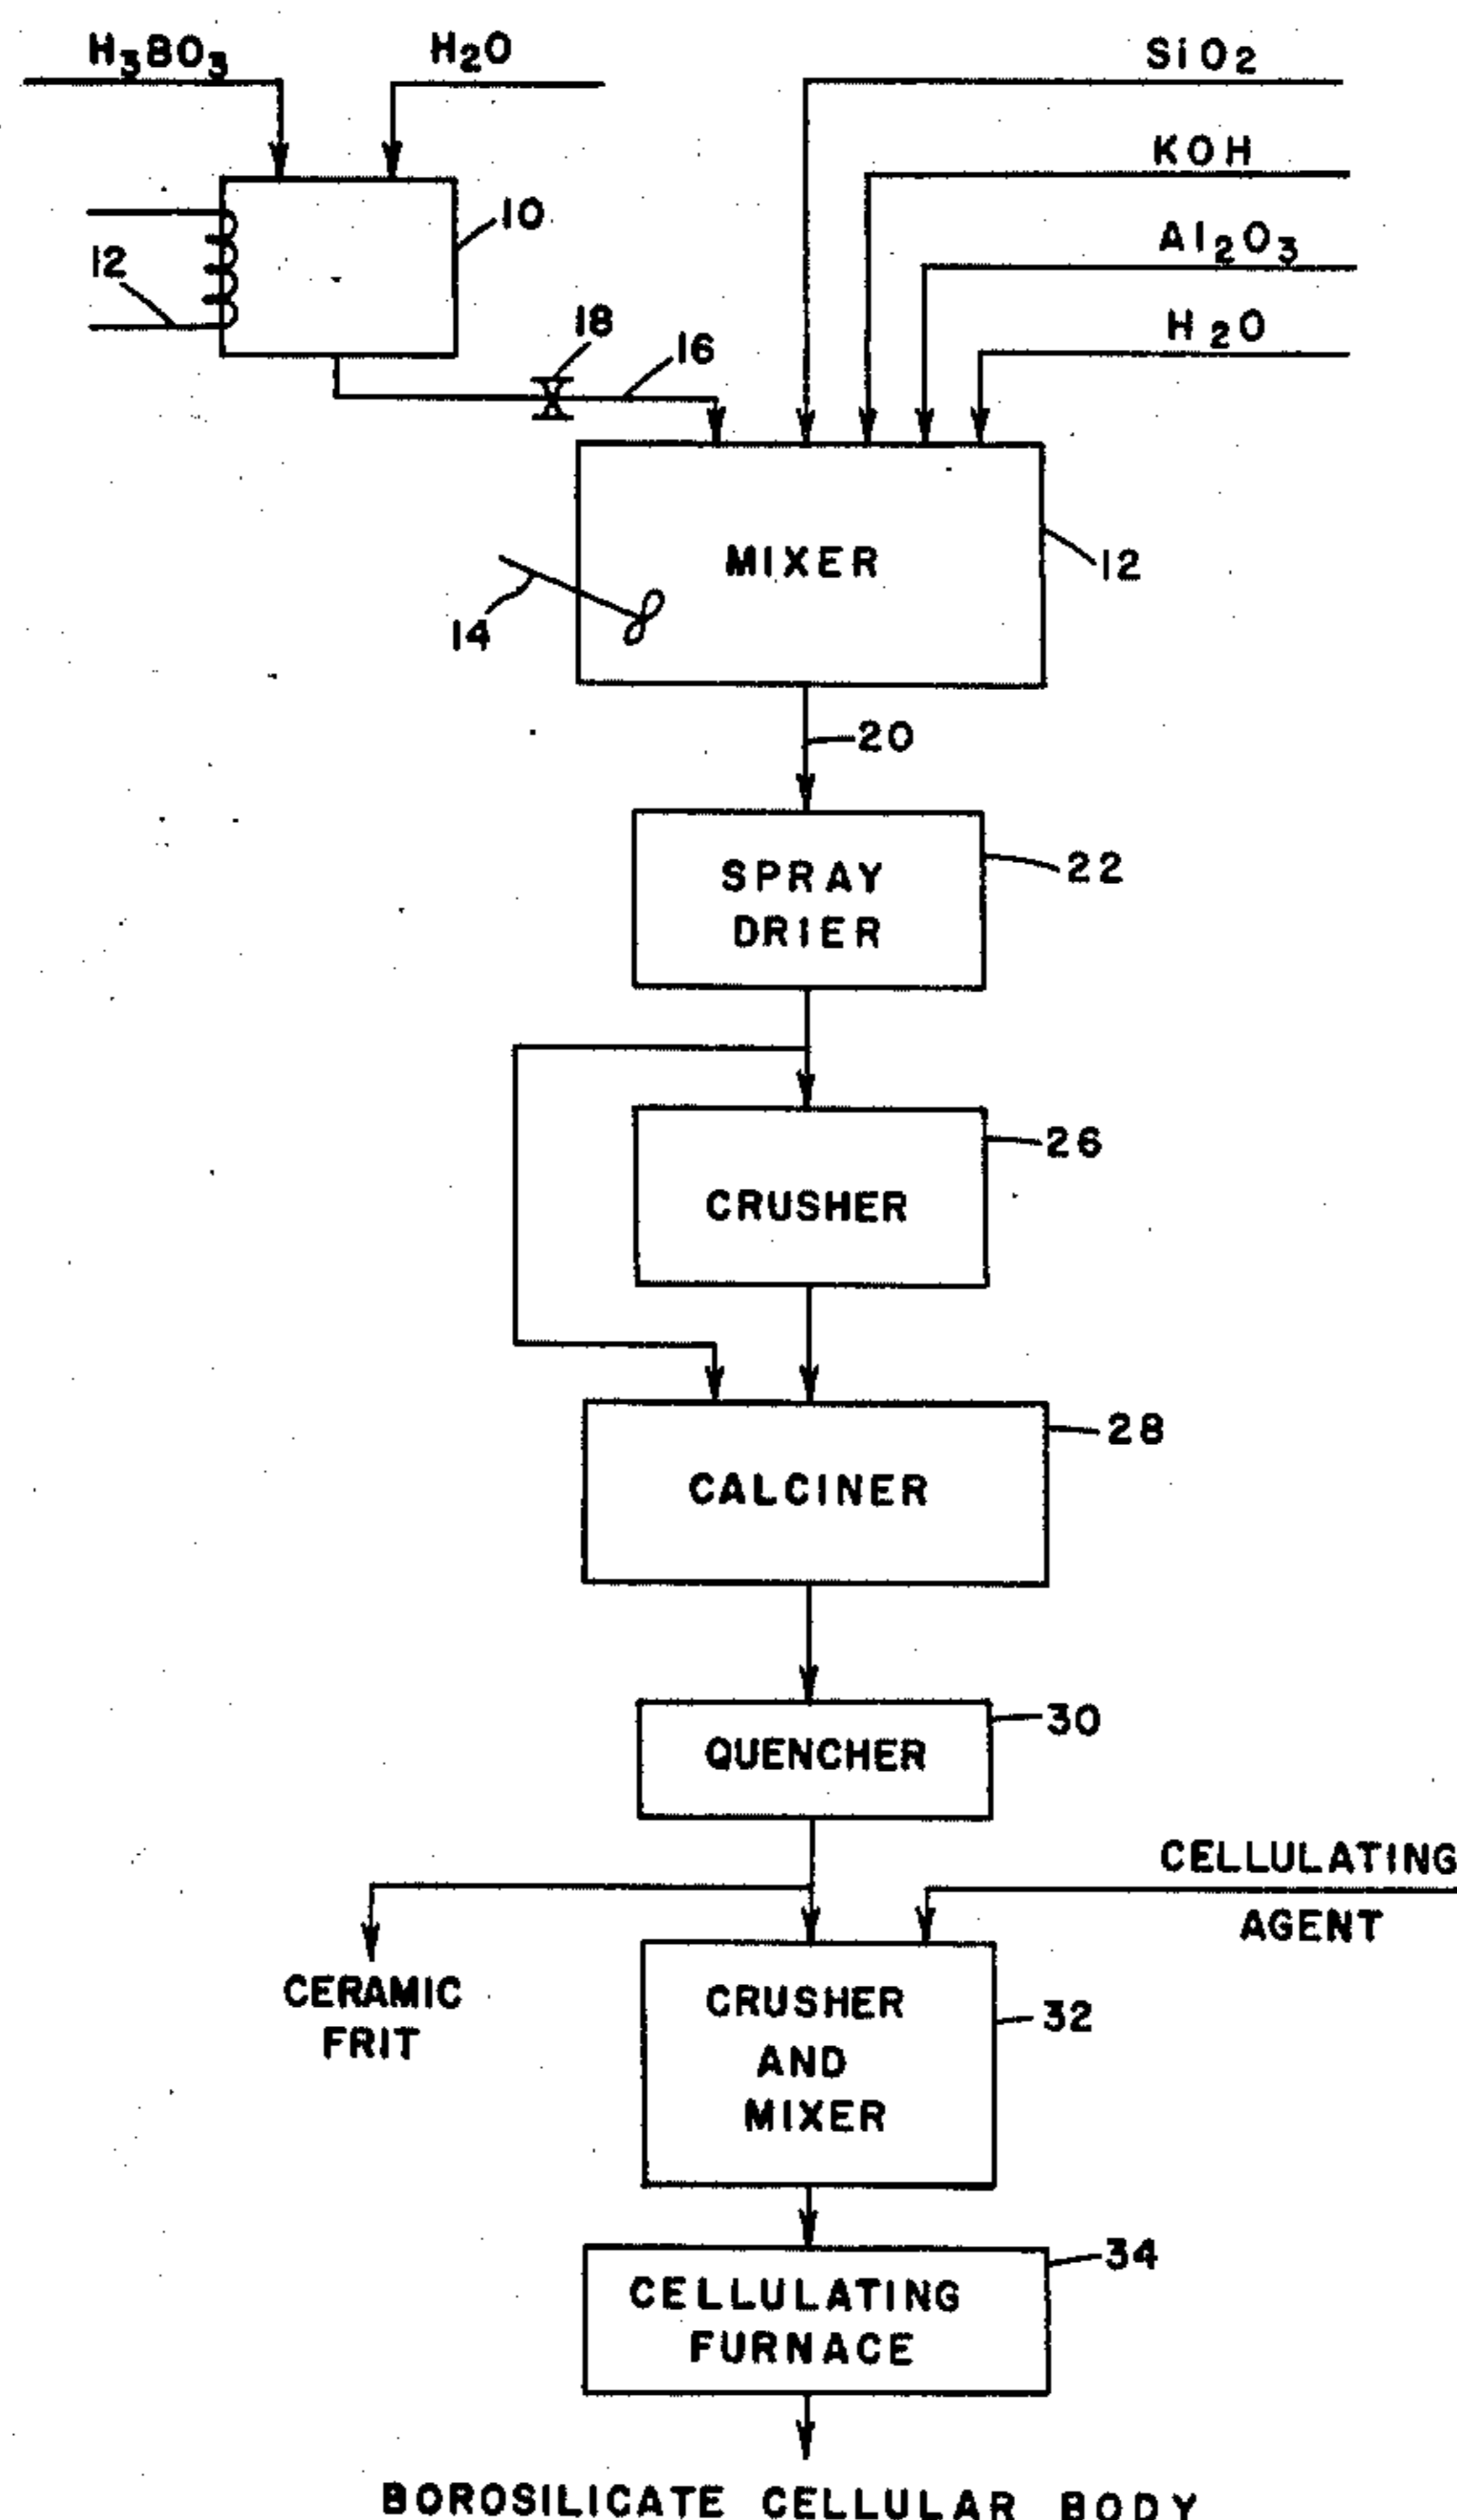 H₃BO₃
H₂O
SiO₂
KOH
Al₂O₃
H₂O
10
12
18
16
MIXER
12
14
20
SPRAY
DRIER
22
26
CRUSHER
28
CALCINER
30
QUENCHER
CELLULATING
AGENT
CERAMIC
FRIT
CRUSHER
AND
MIXER
32
34
CELLULATING
FURNACE
BOROSILICATE CELLULAR BODY